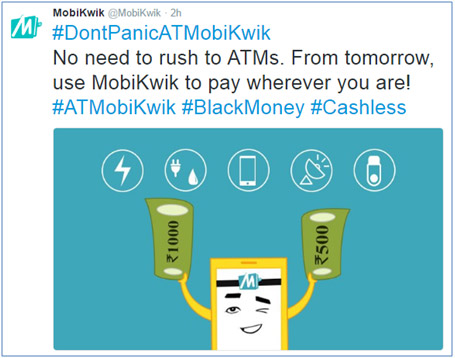 MobiKwik @MobiKwik · 2h
#DontPanicATMobiKwik
No need to rush to ATMs. From tomorrow,
use MobiKwik to pay wherever you are!
#ATMobiKwik #BlackMoney #Cashless
₹1000
₹500
M